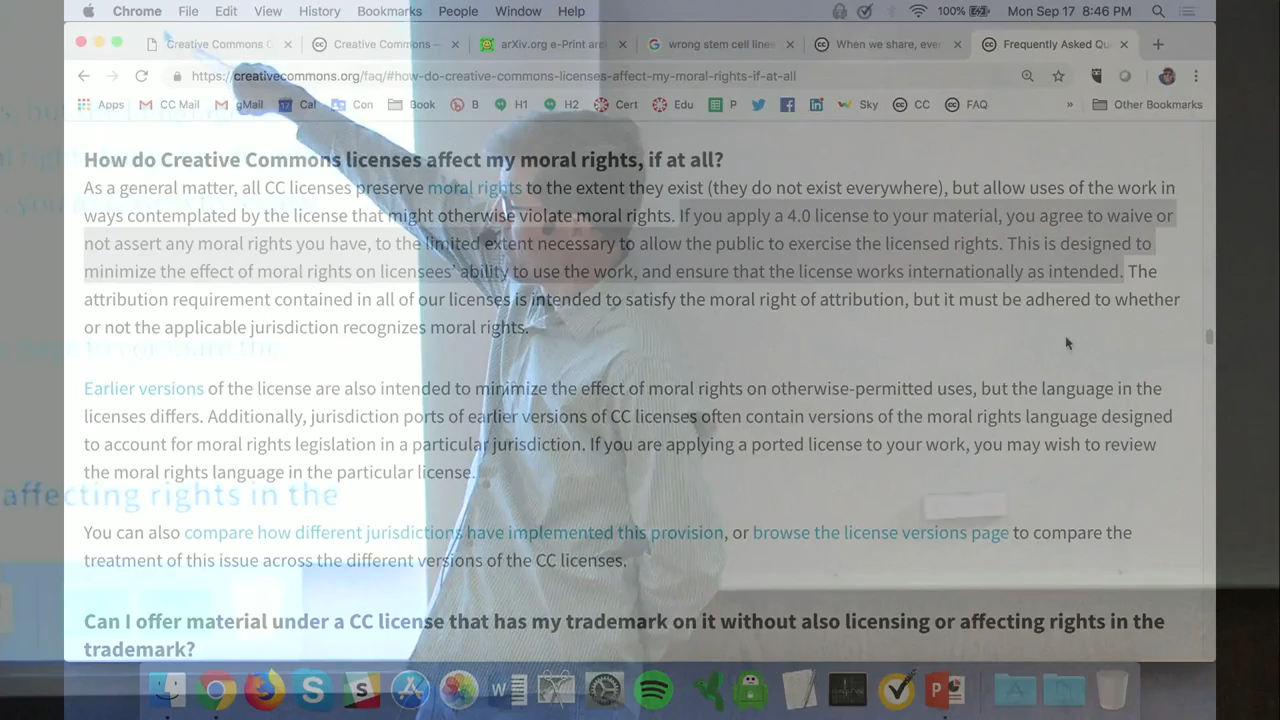 Chrome File Edit View History Bookmarks People Window Help 100% Mon Sep 17 8:46 PM
Creative Commons Creative Commons — arXiv.org e-Print arc wrong stem cell lines When we share, ever Frequently Asked Qu
https://creativecommons.org/faq/#how-do-creative-commons-licenses-affect-my-moral-rights-if-at-all
Apps CC Mail gMail Cal Con Book B H1 H2 Cert Edu P Sky CC FAQ » Other Bookmarks
How do Creative Commons licenses affect my moral rights, if at all?
As a general matter, all CC licenses preserve moral rights to the extent they exist (they do not exist everywhere), but allow uses of the work in
ways contemplated by the license that might otherwise violate moral rights. If you apply a 4.0 license to your material, you agree to waive or
not assert any moral rights you have, to the limited extent necessary to allow the public to exercise the licensed rights. This is designed to
minimize the effect of moral rights on licensees' ability to use the work, and ensure that the license works internationally as intended. The
attribution requirement contained in all of our licenses is intended to satisfy the moral right of attribution, but it must be adhered to whether
or not the applicable jurisdiction recognizes moral rights.
Earlier versions of the license are also intended to minimize the effect of moral rights on otherwise-permitted uses, but the language in the
licenses differs. Additionally, jurisdiction ports of earlier versions of CC licenses often contain versions of the moral rights language designed
to account for moral rights legislation in a particular jurisdiction. If you are applying a ported license to your work, you may wish to review
the moral rights language in the particular license.
affecting rights in the
You can also compare how different jurisdictions have implemented this provision, or browse the license versions page to compare the
treatment of this issue across the different versions of the CC licenses.
Can I offer material under a CC license that has my trademark on it without also licensing or affecting rights in the
trademark?